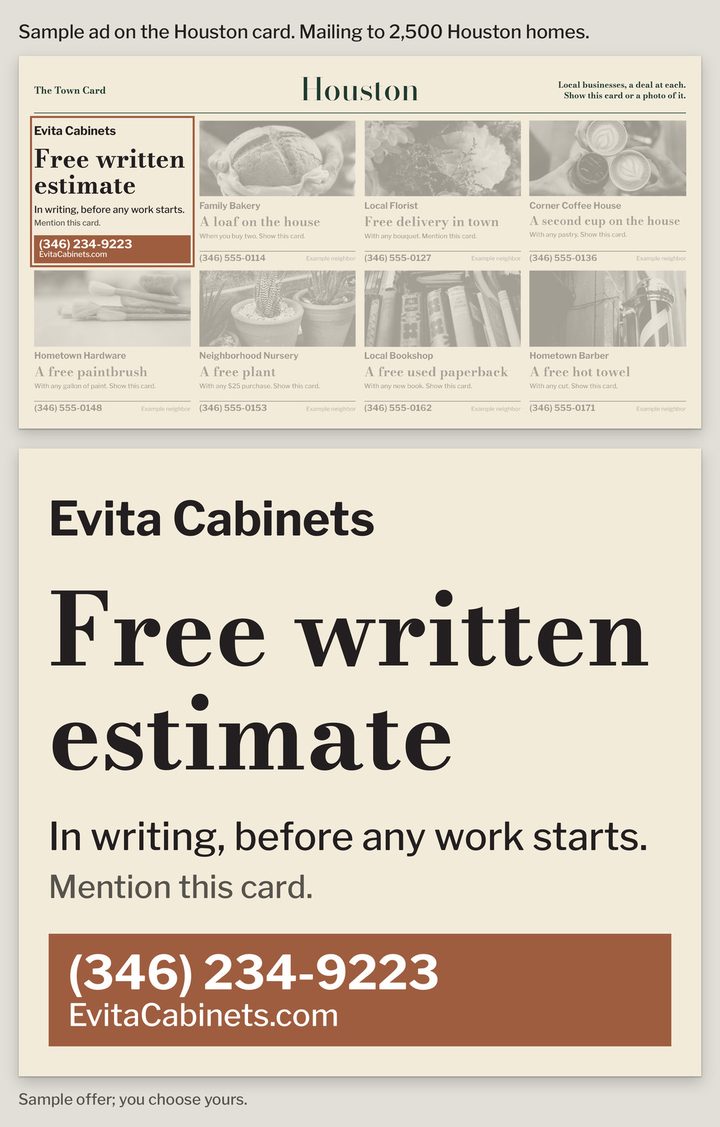 Sample ad on the Houston card. Mailing to 2,500 Houston homes.
The Town Card
Houston
Local businesses, a deal at each.
Show this card or a photo of it.
Evita Cabinets
Free written
estimate
In writing, before any work starts.
Mention this card.
(346) 234-9223
EvitaCabinets.com
Family Bakery
A loaf on the house
When you buy two. Show this card.
(346) 555-0114
Example neighbor
Local Florist
Free delivery in town
With any bouquet. Mention this card.
(346) 555-0127
Example neighbor
Corner Coffee House
A second cup on the house
With any pastry. Show this card.
(346) 555-0136
Example neighbor
Hometown Hardware
A free paintbrush
With any gallon of paint. Show this card.
(346) 555-0148
Example neighbor
Neighborhood Nursery
A free plant
With any $25 purchase. Show this card.
(346) 555-0153
Example neighbor
Local Bookshop
A free used paperback
With any new book. Show this card.
(346) 555-0162
Example neighbor
Hometown Barber
A free hot towel
With any cut. Show this card.
(346) 555-0171
Example neighbor
Evita Cabinets
Free written
estimate
In writing, before any work starts.
Mention this card.
(346) 234-9223
EvitaCabinets.com
Sample offer; you choose yours.